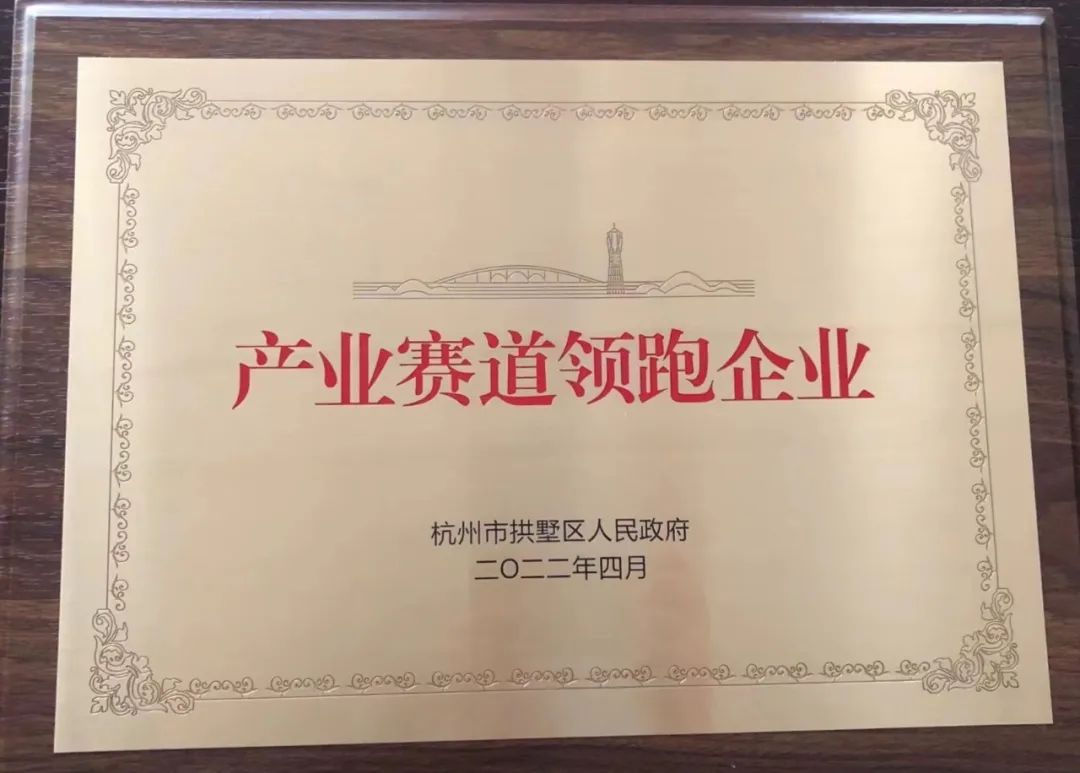 产业赛道领跑企业
杭州市拱墅区人民政府
二〇二二年四月